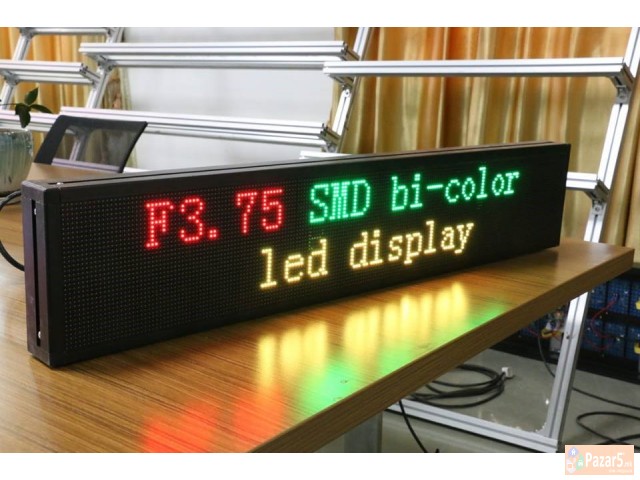 F3.75 SMD bi-color
led display
Pazar5